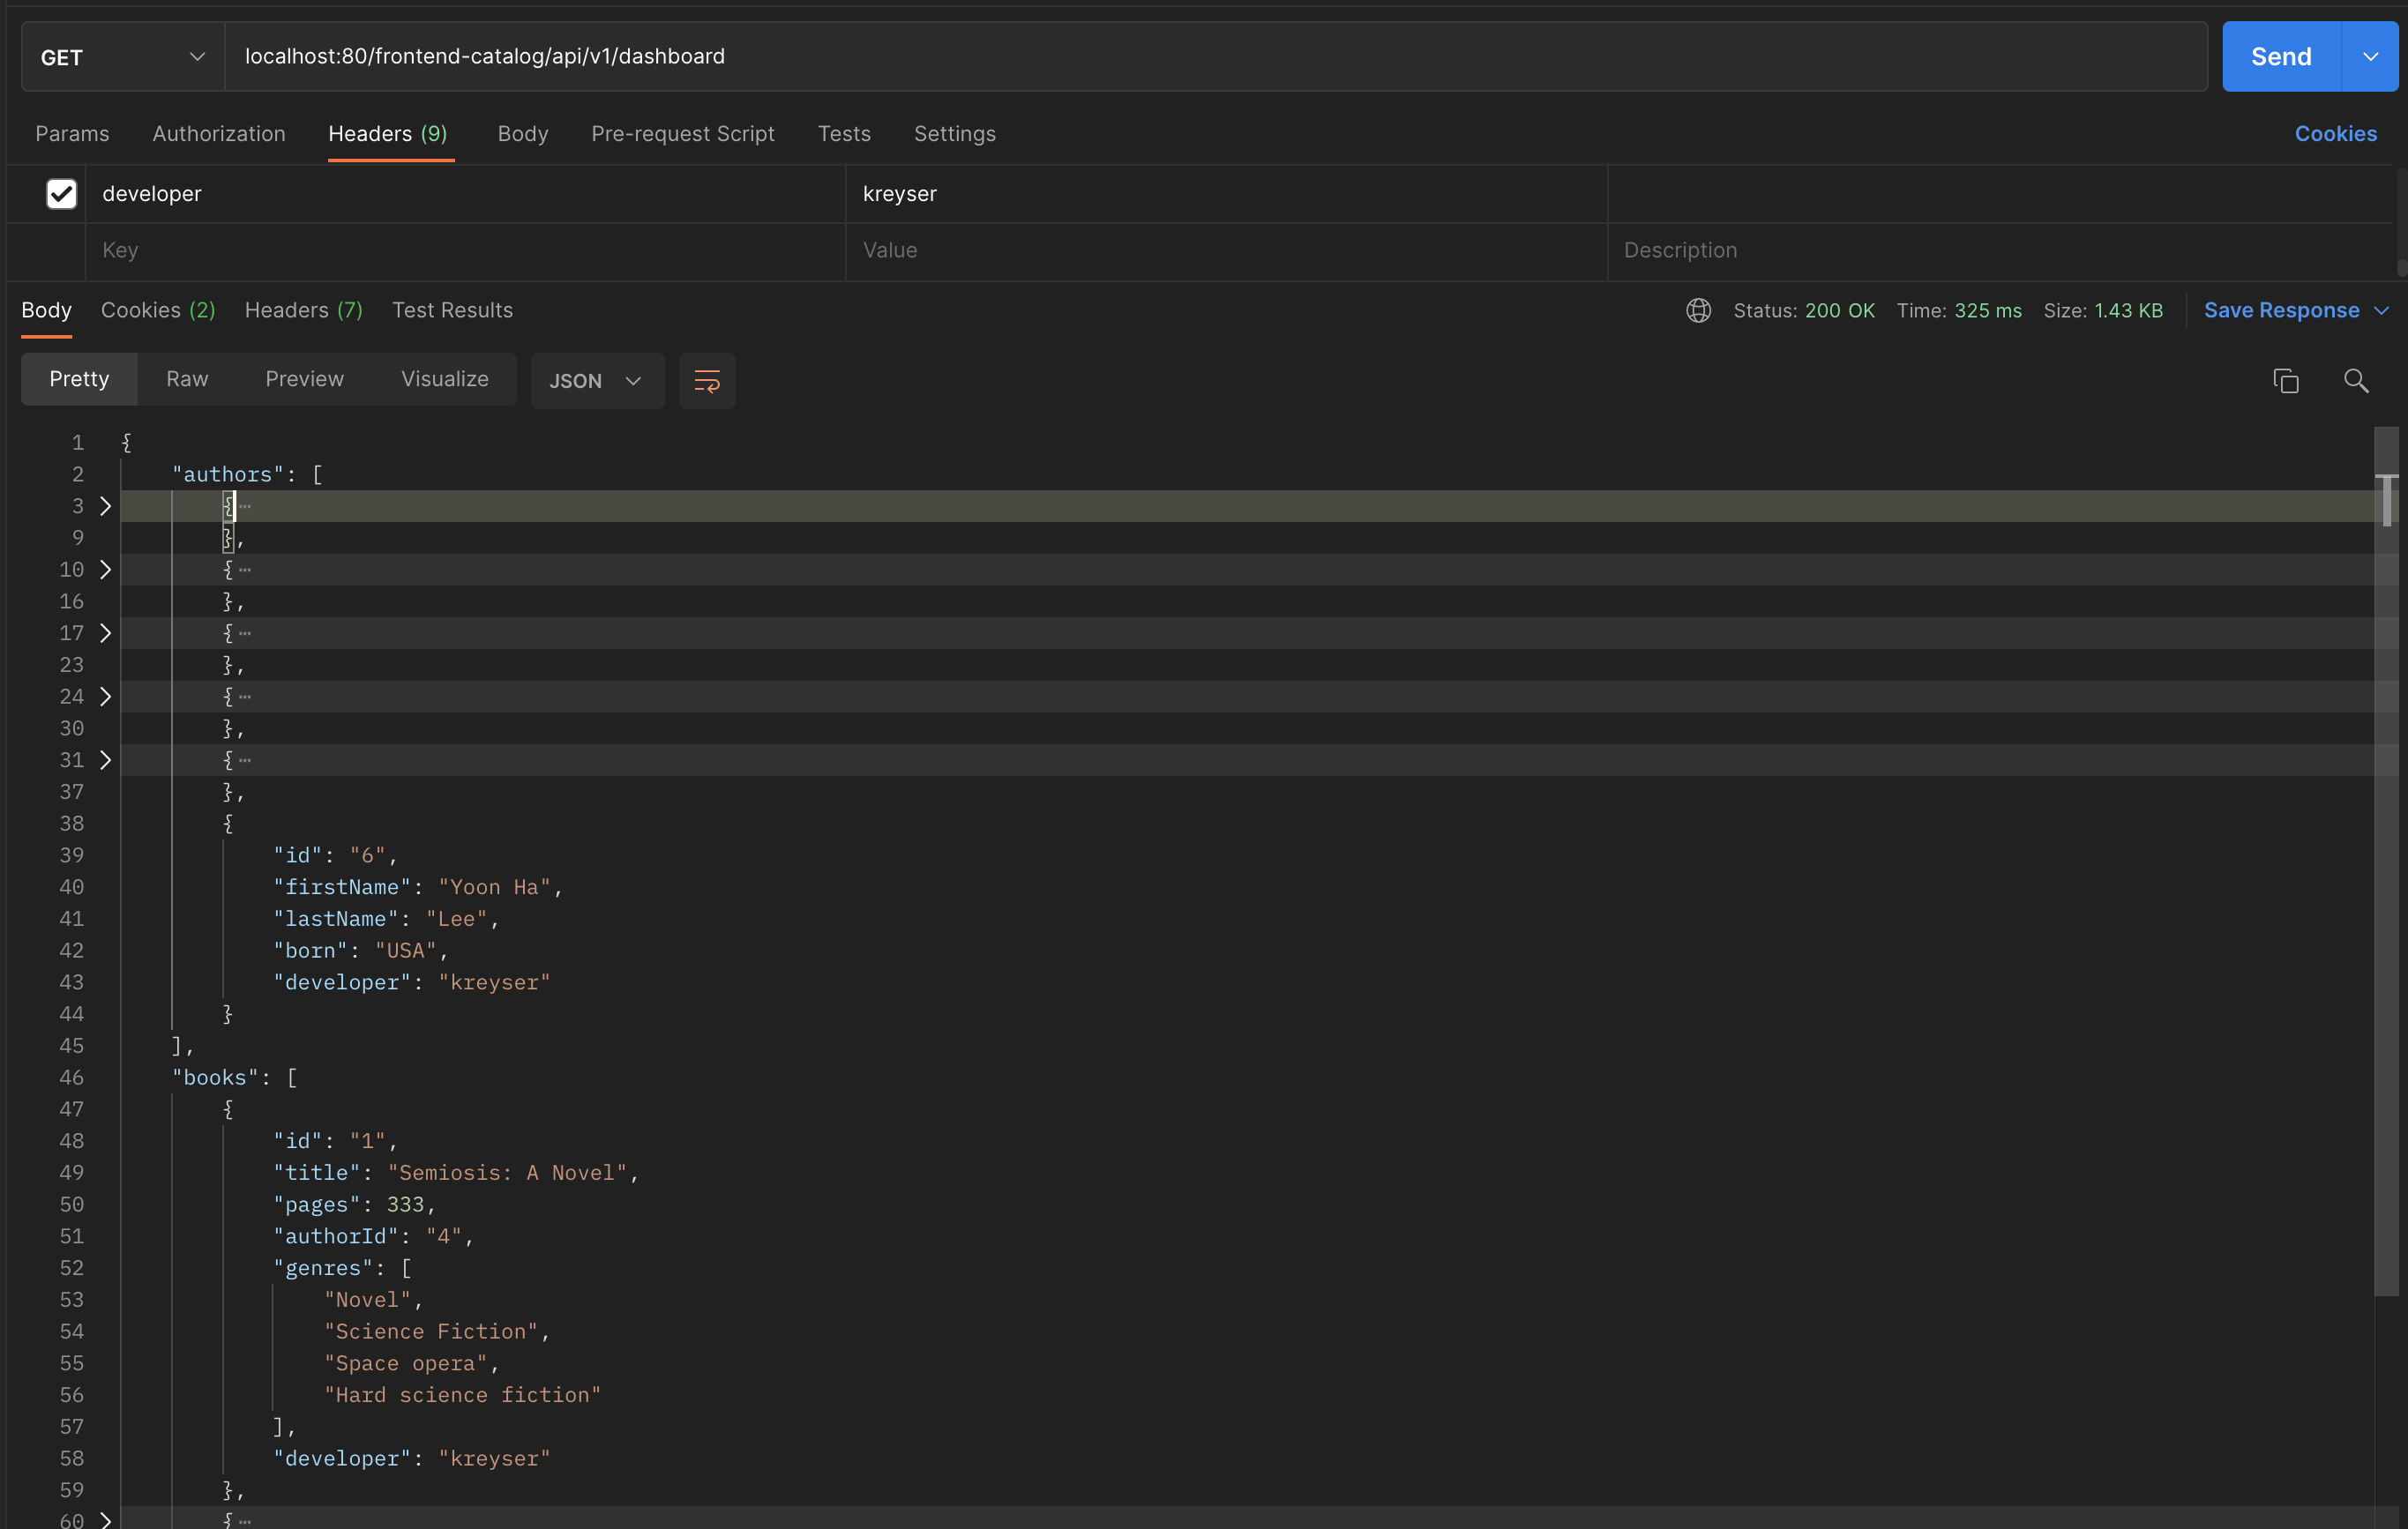 GET localhost:80/frontend-catalog/api/v1/dashboard Send
Params Authorization Headers (9) Body Pre-request Script Tests Settings Cookies
developer kreyser
Key Value Description
Body Cookies (2) Headers (7) Test Results Status: 200 OK Time: 325 ms Size: 1.43 KB Save Response
Pretty Raw Preview Visualize JSON
1 {
2 "authors": [
3 { ⋯
9 },
10 { ⋯
16 },
17 { ⋯
23 },
24 { ⋯
30 },
31 { ⋯
37 },
38 {
39 "id": "6",
40 "firstName": "Yoon Ha",
41 "lastName": "Lee",
42 "born": "USA",
43 "developer": "kreyser"
44 }
45 ],
46 "books": [
47 {
48 "id": "1",
49 "title": "Semiosis: A Novel",
50 "pages": 333,
51 "authorId": "4",
52 "genres": [
53 "Novel",
54 "Science Fiction",
55 "Space opera",
56 "Hard science fiction"
57 ],
58 "developer": "kreyser"
59 },
60 { ⋯